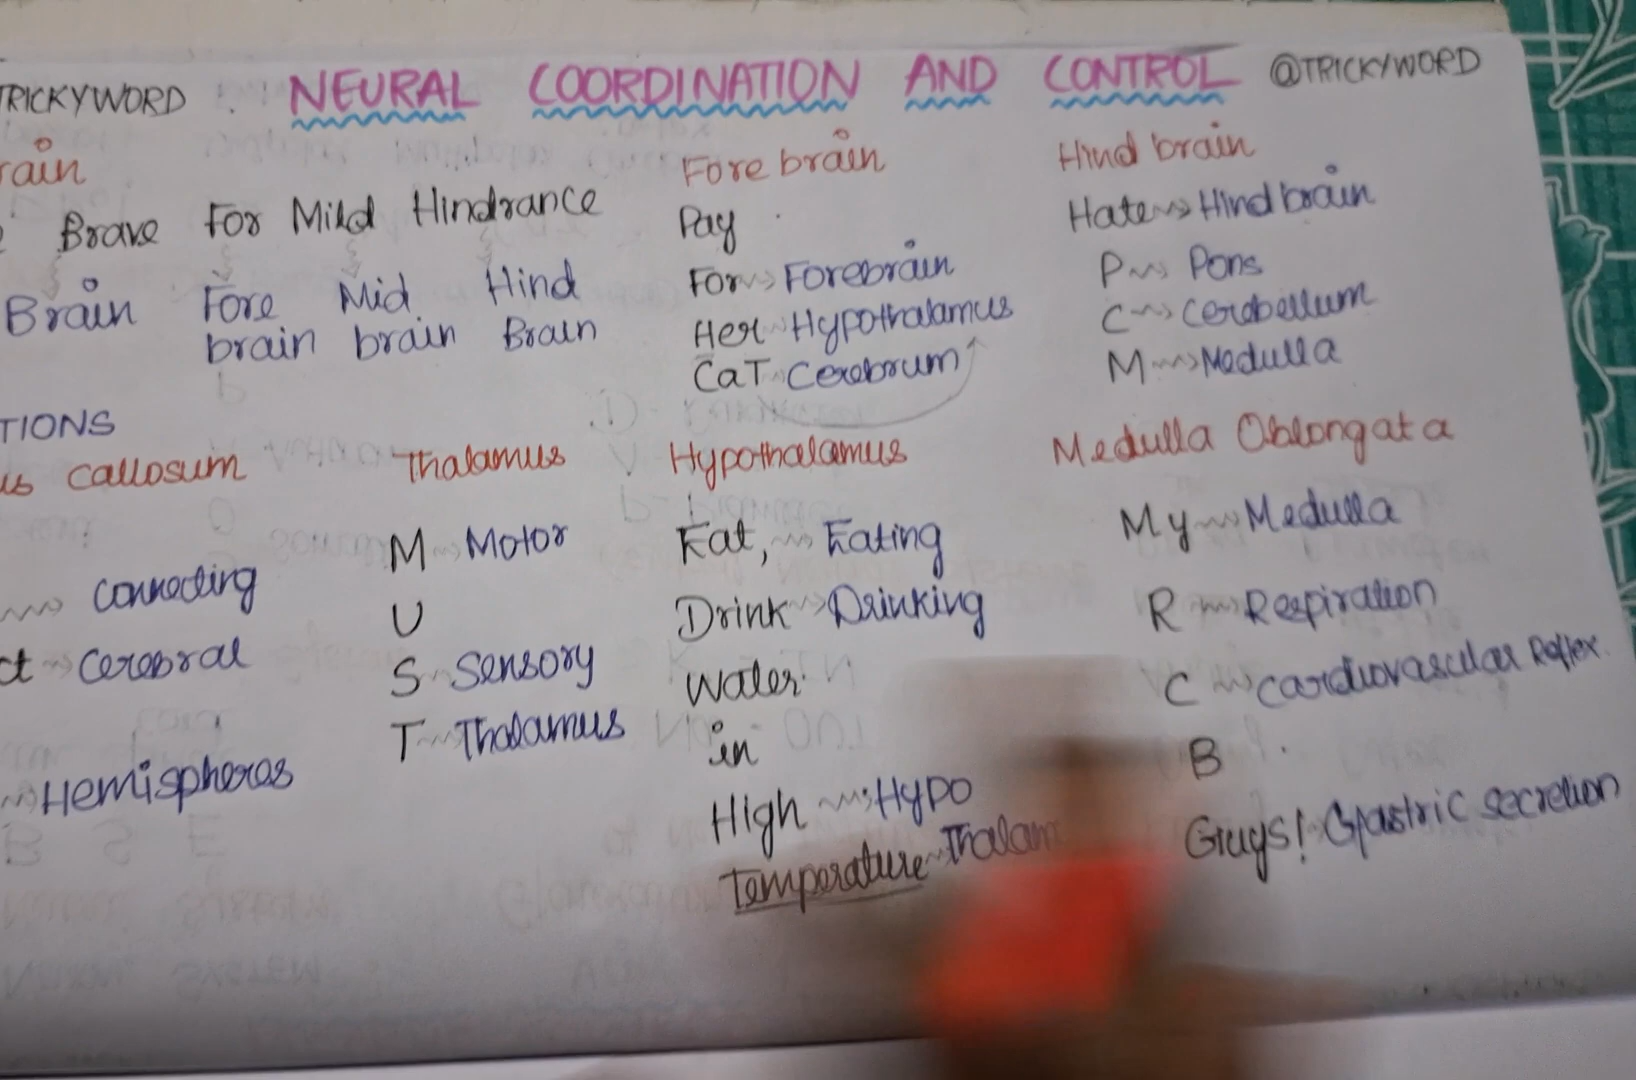 TRICKYWORD . NEURAL COORDINATION AND CONTROL @TRICKYWORD
rain
Brave For Mild Hindrance
Brain Fore Mid Hind
brain brain Brain
Fore brain
Pay
For Forebrain
Her Hypothalamus
CaT Cerebrum
Hind brain
Hate Hind brain
P Pons
C Cerebellum
M Medulla
TIONS
us callosum
connecting
ct cerebral
Hemispheres
Thalamus
M Motor
U
S Sensory
T Thalamus
Hypothalamus
Eat, Eating
Drink Drinking
Water
in
High Hypo
Temperature Thalam
Medulla Oblongata
My Medulla
R Respiration
C Cardiovascular Reflex
B
Guys! Gastric secretion